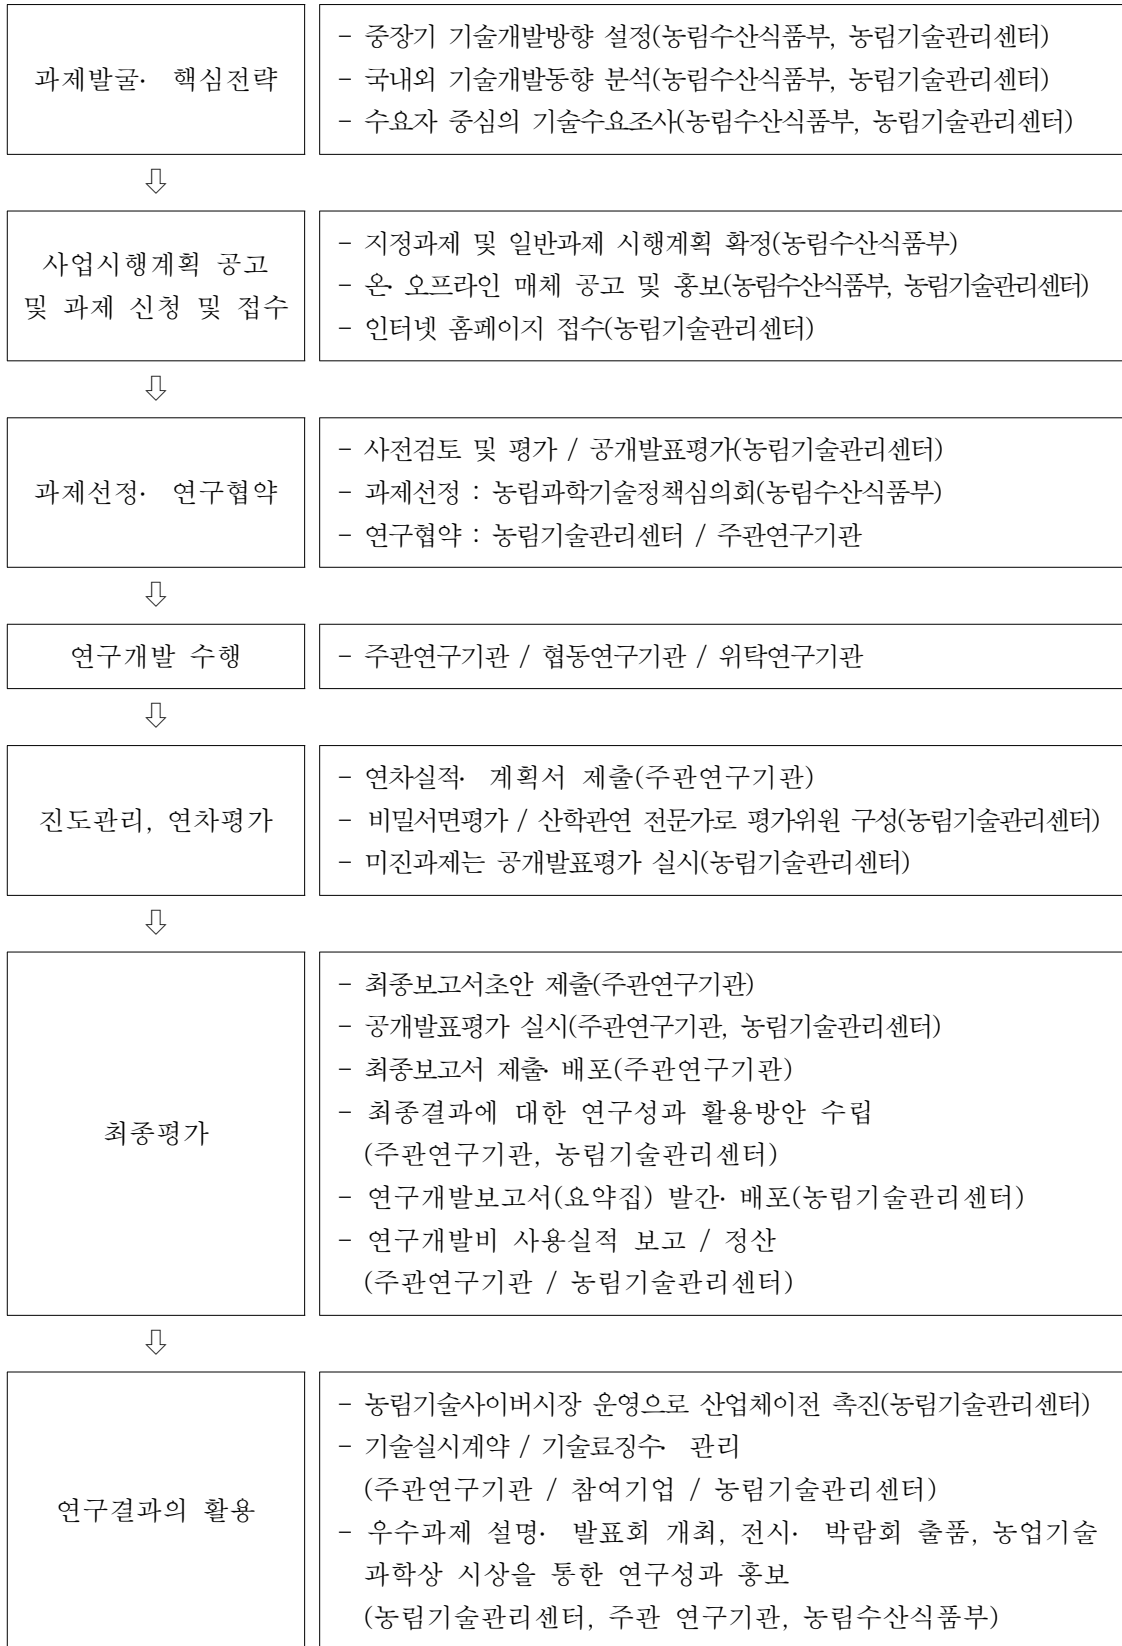 과제발굴· 핵심전략
- 중장기 기술개발방향 설정(농림수산식품부, 농림기술관리센터)
- 국내외 기술개발동향 분석(농림수산식품부, 농림기술관리센터)
- 수요자 중심의 기술수요조사(농림수산식품부, 농림기술관리센터)
⇩
사업시행계획 공고
및 과제 신청 및 접수
- 지정과제 및 일반과제 시행계획 확정(농림수산식품부)
- 온· 오프라인 매체 공고 및 홍보(농림수산식품부, 농림기술관리센터)
- 인터넷 홈페이지 접수(농림기술관리센터)
⇩
과제선정· 연구협약
- 사전검토 및 평가 / 공개발표평가(농림기술관리센터)
- 과제선정 : 농림과학기술정책심의회(농림수산식품부)
- 연구협약 : 농림기술관리센터 / 주관연구기관
⇩
연구개발 수행
- 주관연구기관 / 협동연구기관 / 위탁연구기관
⇩
진도관리, 연차평가
- 연차실적· 계획서 제출(주관연구기관)
- 비밀서면평가 / 산학관연 전문가로 평가위원 구성(농림기술관리센터)
- 미진과제는 공개발표평가 실시(농림기술관리센터)
⇩
최종평가
- 최종보고서초안 제출(주관연구기관)
- 공개발표평가 실시(주관연구기관, 농림기술관리센터)
- 최종보고서 제출· 배포(주관연구기관)
- 최종결과에 대한 연구성과 활용방안 수립
(주관연구기관, 농림기술관리센터)
- 연구개발보고서(요약집) 발간· 배포(농림기술관리센터)
- 연구개발비 사용실적 보고 / 정산
(주관연구기관 / 농림기술관리센터)
⇩
연구결과의 활용
- 농림기술사이버시장 운영으로 산업체이전 촉진(농림기술관리센터)
- 기술실시계약 / 기술료징수· 관리
(주관연구기관 / 참여기업 / 농림기술관리센터)
- 우수과제 설명· 발표회 개최, 전시· 박람회 출품, 농업기술
과학상 시상을 통한 연구성과 홍보
(농림기술관리센터, 주관 연구기관, 농림수산식품부)